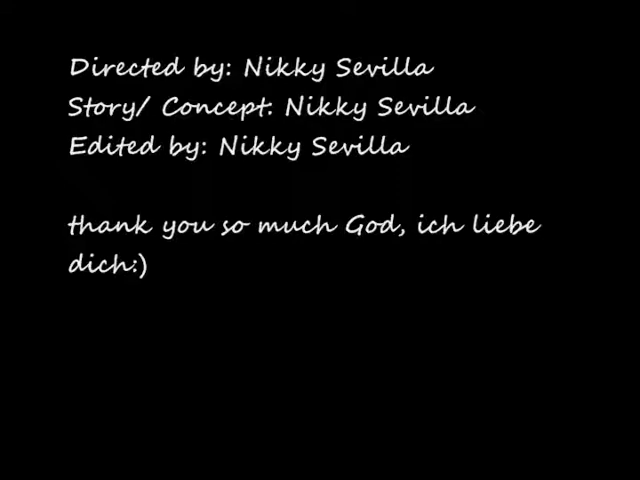 Directed by: Nikky Sevilla
Story/ Concept: Nikky Sevilla
Edited by: Nikky Sevilla
thank you so much God, ich liebe
dich:)